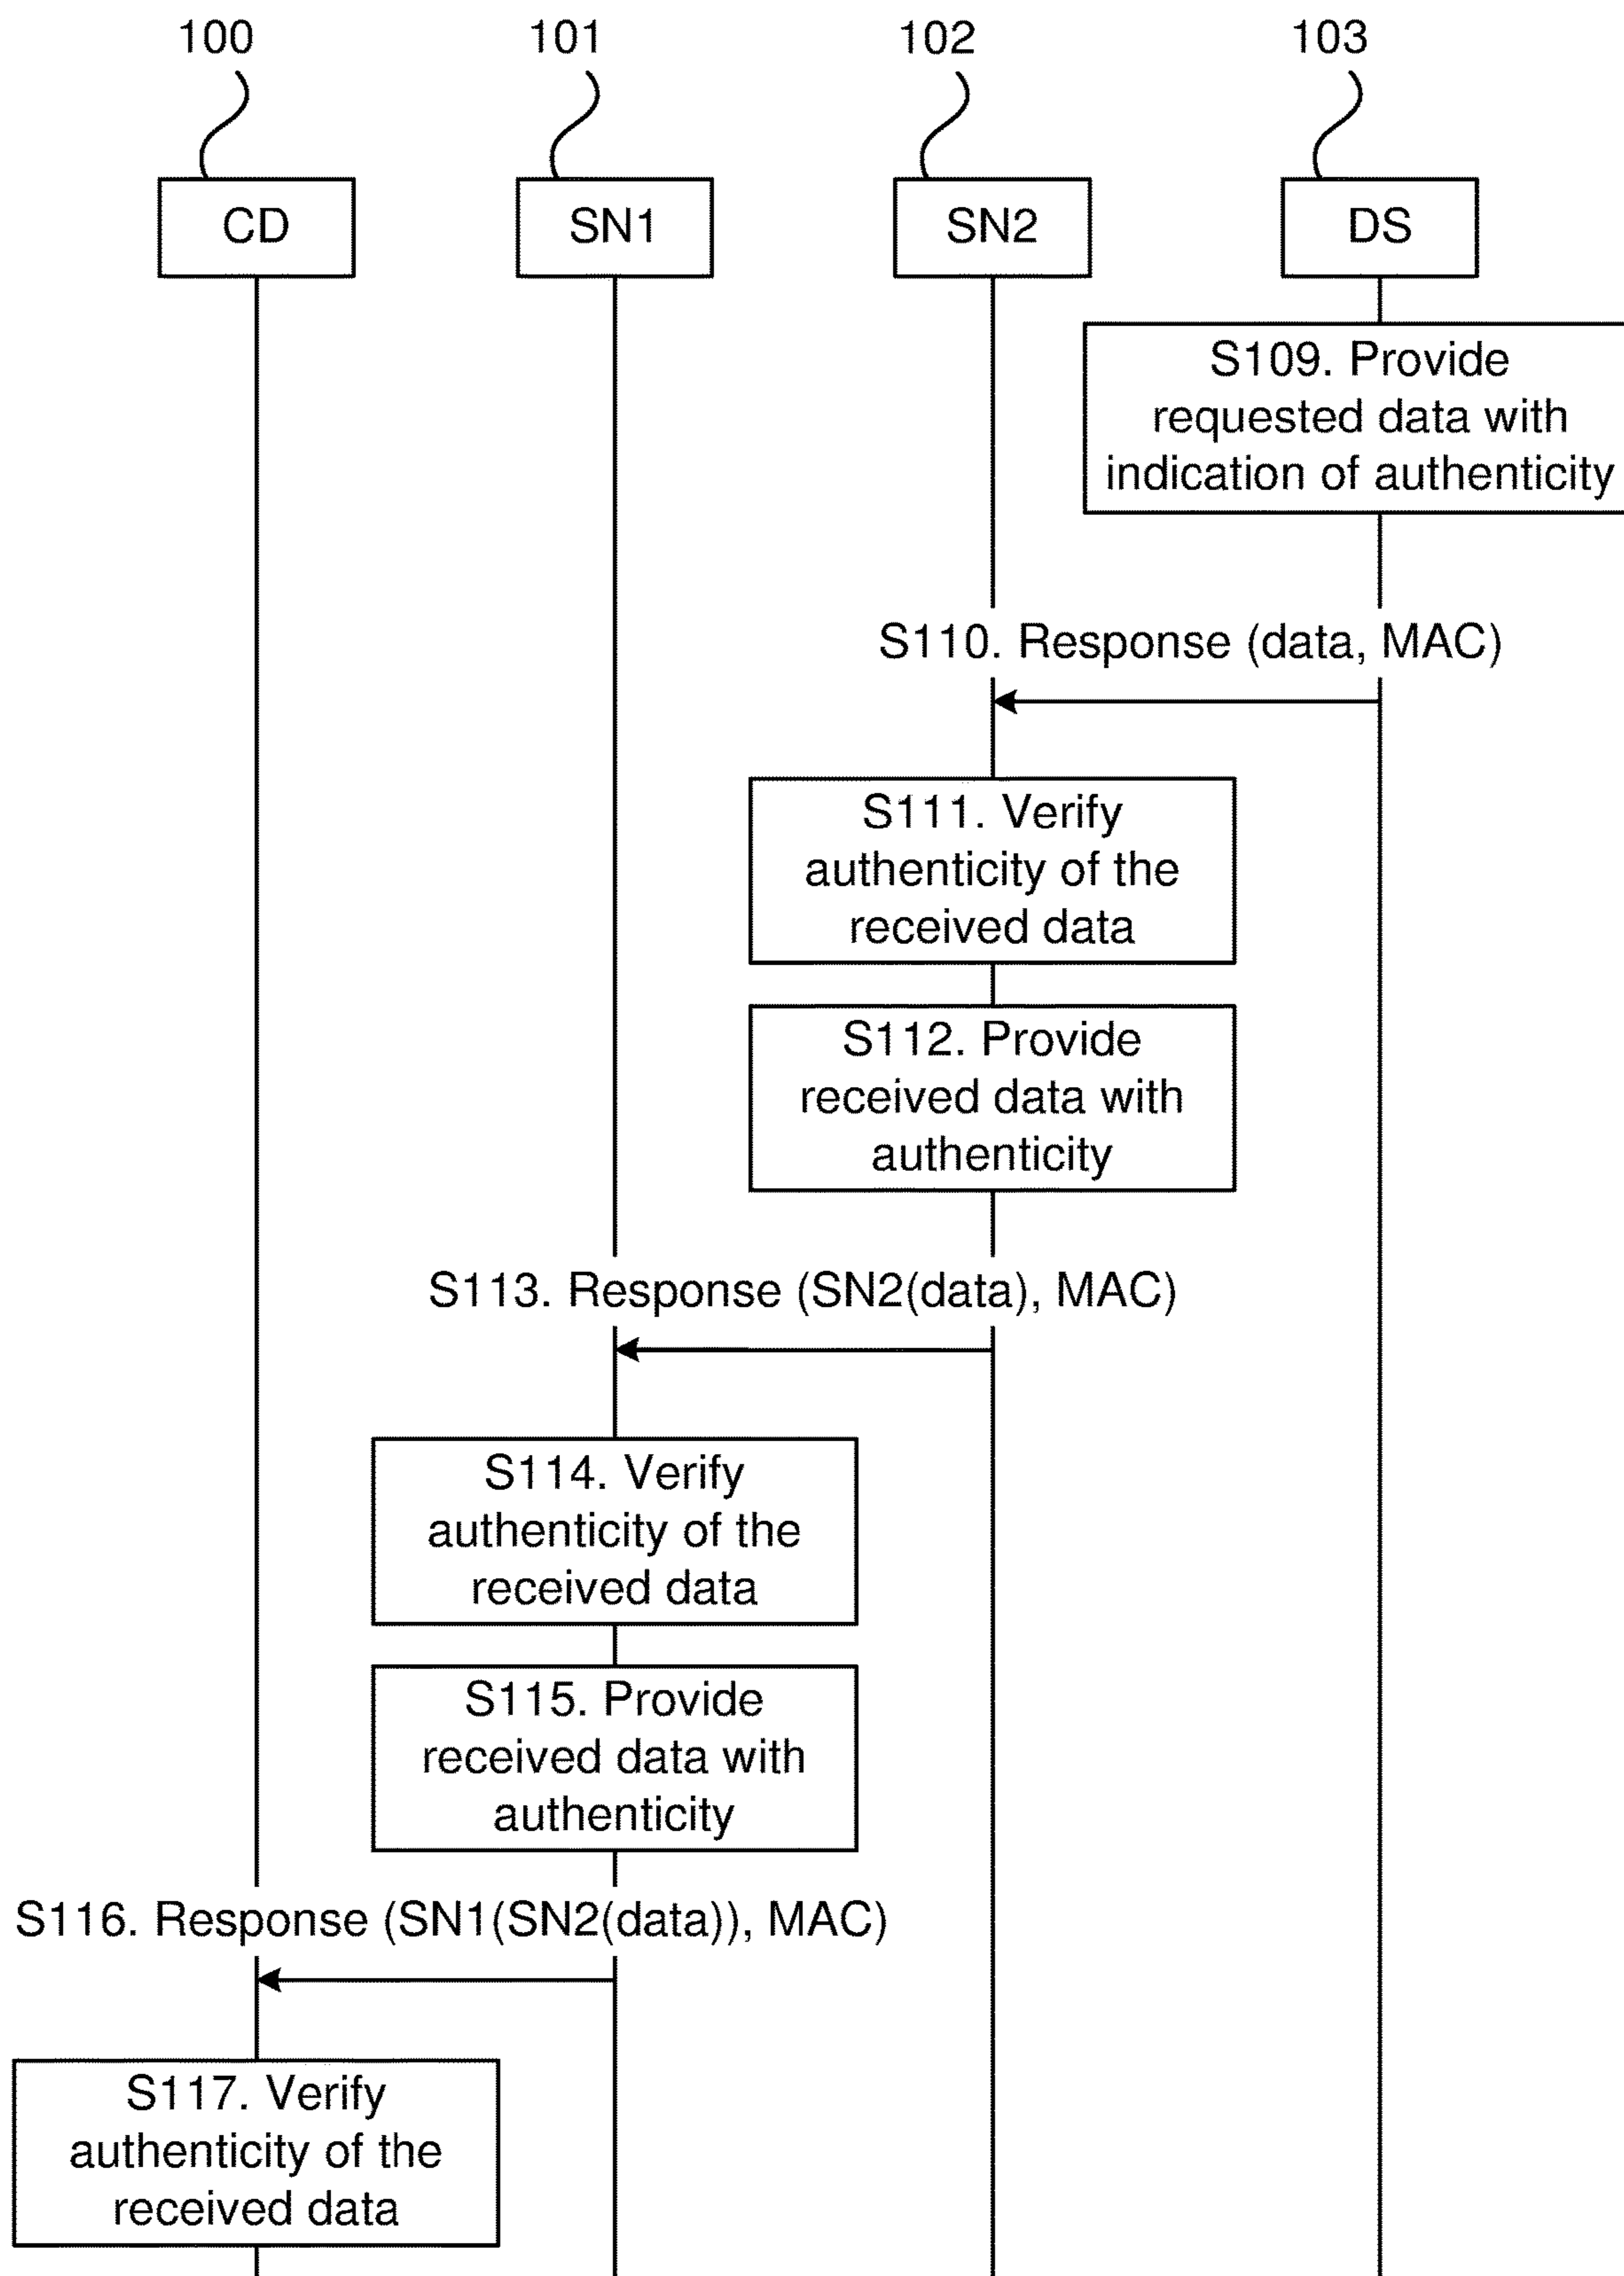 100
101
102
103
CD
SN1
SN2
DS
S109. Provide
requested data with
indication of authenticity
S110. Response (data, MAC)
S111. Verify
authenticity of the
received data
S112. Provide
received data with
authenticity
S113. Response (SN2(data), MAC)
S114. Verify
authenticity of the
received data
S115. Provide
received data with
authenticity
S116. Response (SN1(SN2(data)), MAC)
S117. Verify
authenticity of the
received data